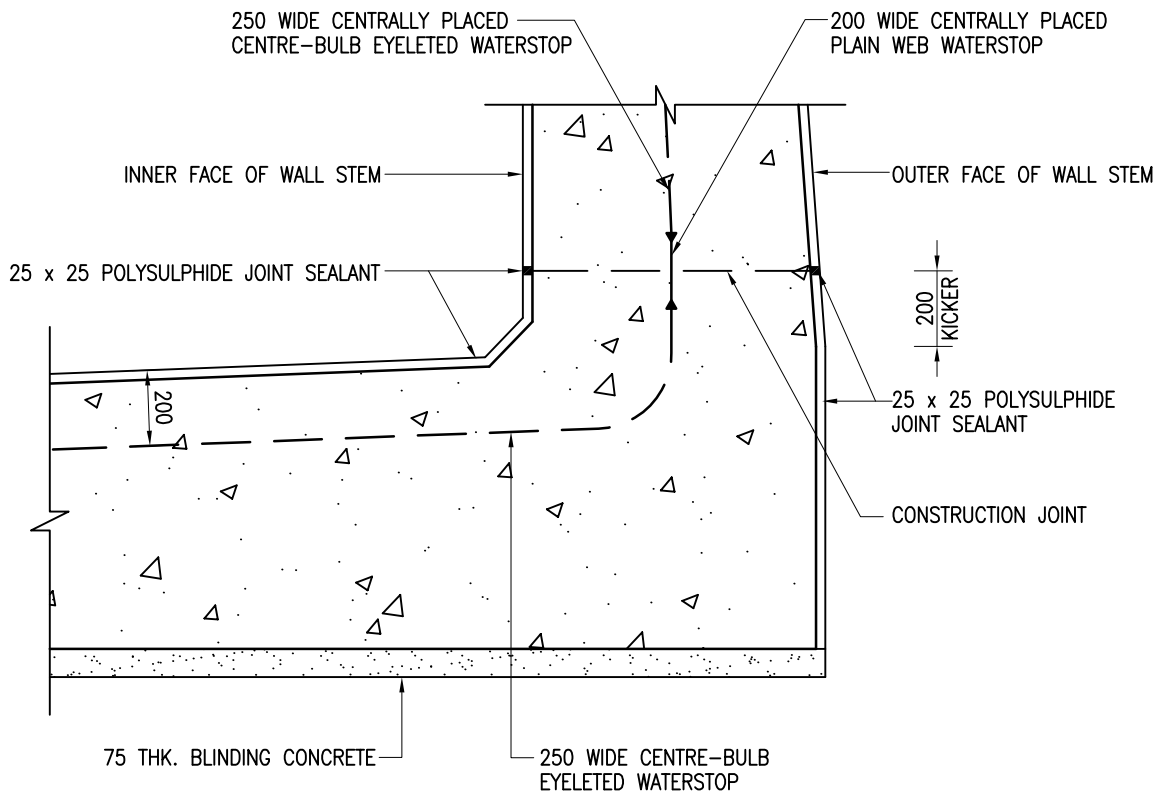 250 WIDE CENTRALLY PLACED
CENTRE-BULB EYELETED WATERSTOP
200 WIDE CENTRALLY PLACED
PLAIN WEB WATERSTOP
INNER FACE OF WALL STEM
OUTER FACE OF WALL STEM
25 x 25 POLYSULPHIDE JOINT SEALANT
200
KICKER
200
25 x 25 POLYSULPHIDE
JOINT SEALANT
CONSTRUCTION JOINT
75 THK. BLINDING CONCRETE
250 WIDE CENTRE-BULB
EYELETED WATERSTOP